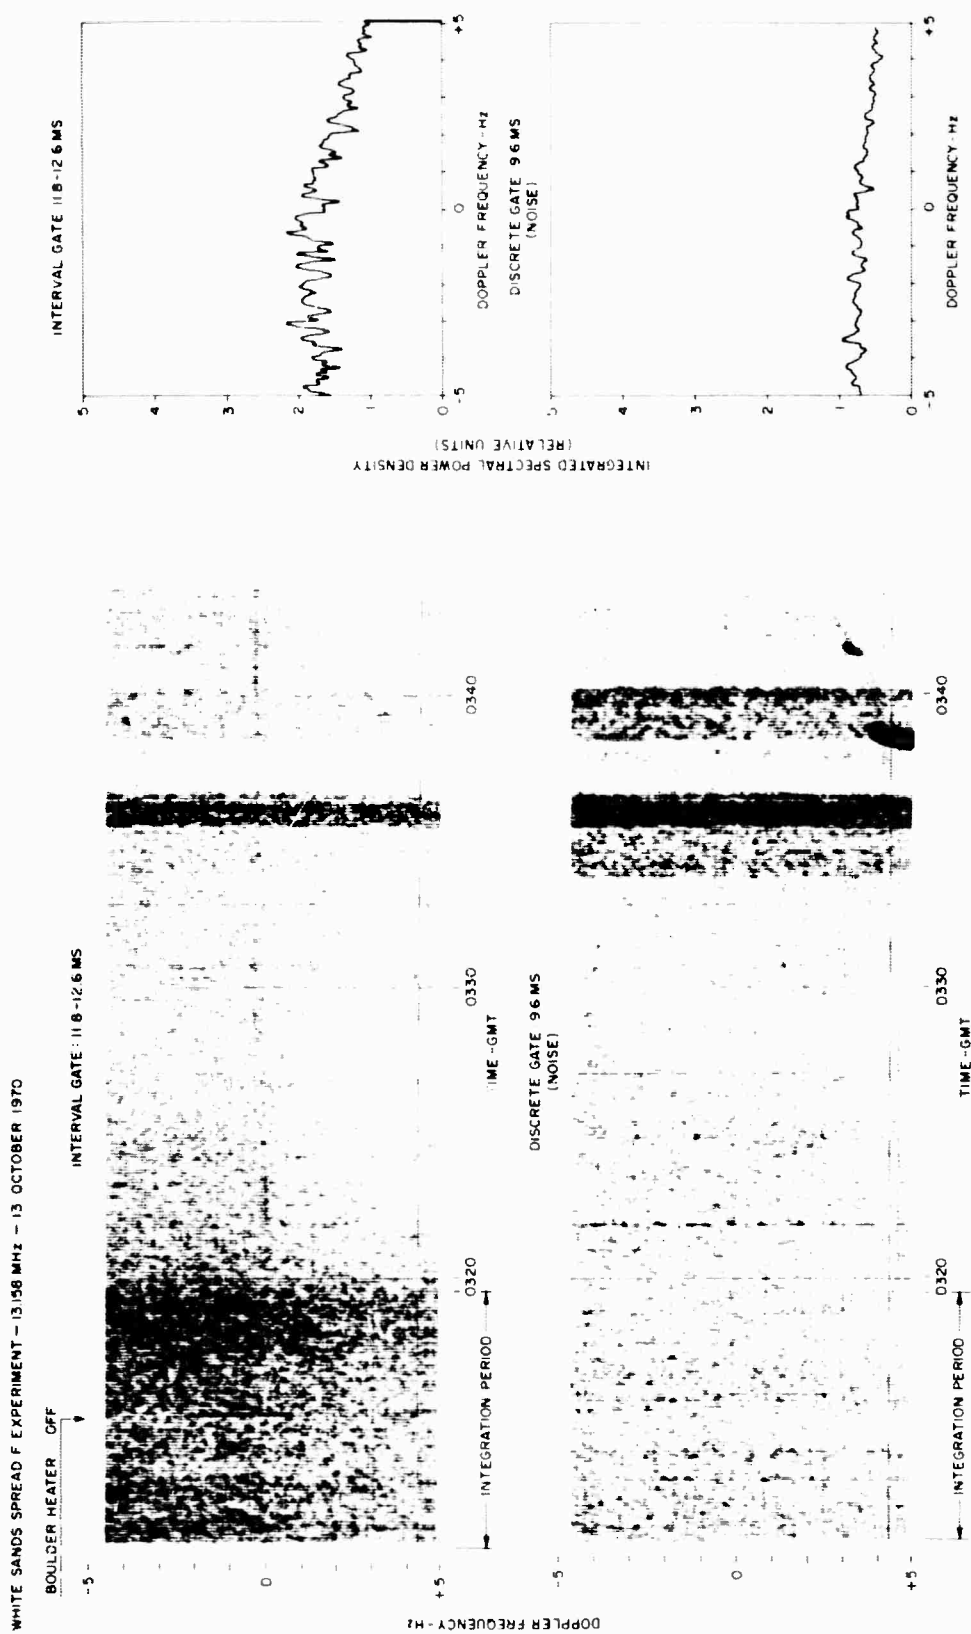 WHITE SANDS SPREAD F EXPERIMENT - 13.158 MHz - 13 OCTOBER 1970
BOULDER HEATER OFF
INTERVAL GATE: 11.8-12.6 MS
DOPPLER FREQUENCY - Hz
-5
0
+5
INTEGRATION PERIOD
0320
0330
0340
TIME - GMT
DISCRETE GATE 9.6 MS
(NOISE)
0
+5
INTEGRATION PERIOD
0320
0330
0340
TIME - GMT
INTERVAL GATE 11.8-12.6 MS
INTEGRATED SPECTRAL POWER DENSITY
(RELATIVE UNITS)
5
4
3
2
1
0
-5
0
+5
DOPPLER FREQUENCY - Hz
DISCRETE GATE 9.6 MS
(NOISE)
5
4
3
2
1
0
-5
0
+5
DOPPLER FREQUENCY - Hz